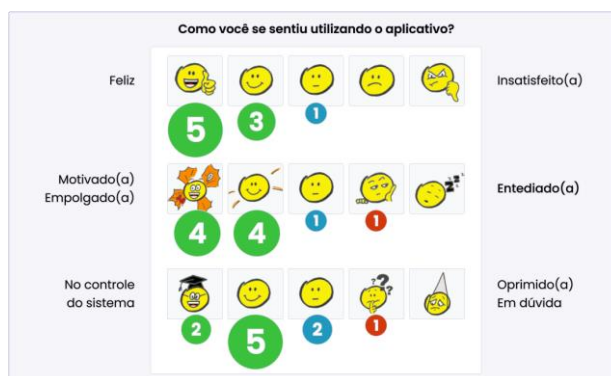 Como você se sentiu utilizando o aplicativo?
Feliz
Insatisfeito(a)
5 3 1
Motivado(a)
Empolgado(a)
Entediado(a)
4 4 1 1
No controle
do sistema
Oprimido(a)
Em dúvida
2 5 2 1